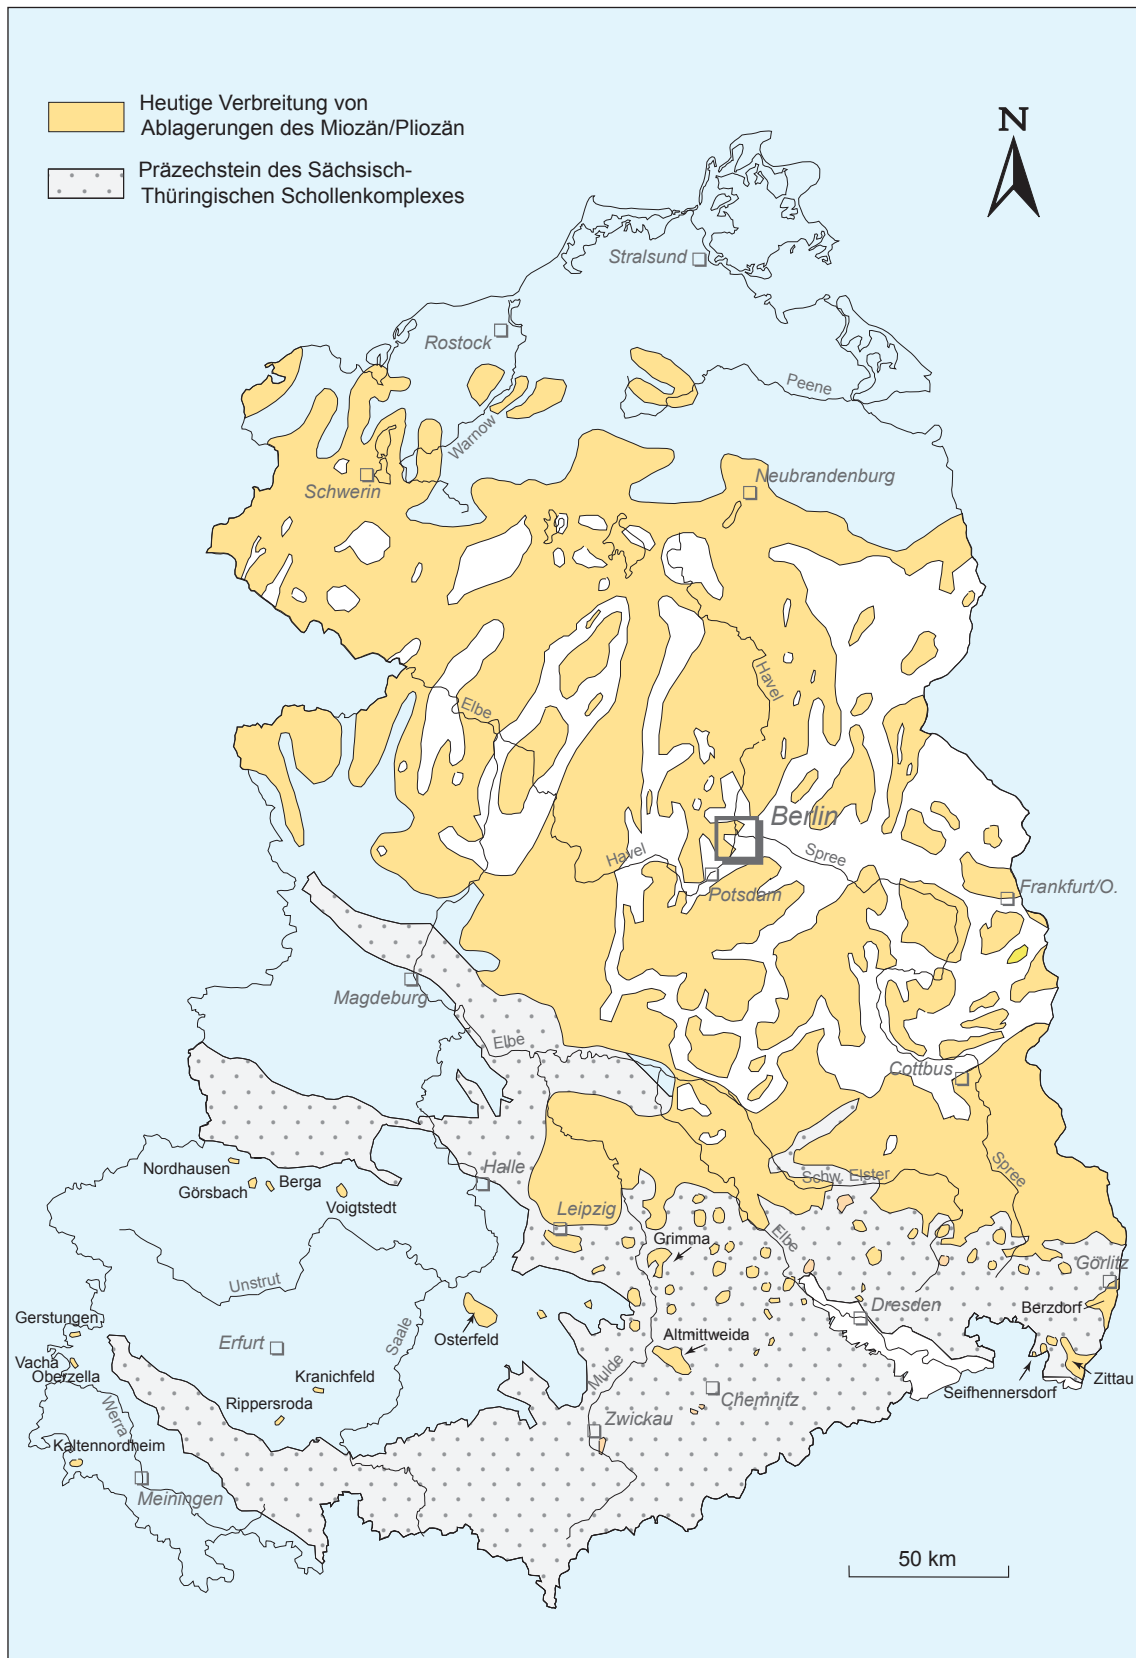 Heutige Verbreitung von
Ablagerungen des Miozän/Pliozän
Präzechstein des Sächsisch-
Thüringischen Schollenkomplexes
N
Stralsund
Rostock
Peene
Warnow
Schwerin
Neubrandenburg
Havel
Elbe
Berlin
Havel
Spree
Potsdam
Frankfurt/O.
Magdeburg
Elbe
Cottbus
Nordhausen
Görsbach
Berga
Voigtstedt
Halle
Schw. Elster
Spree
Leipzig
Grimma
Elbe
Görlitz
Unstrut
Gerstungen
Osterfeld
Saale
Erfurt
Dresden
Berzdorf
Altmittweida
Vacha
Oberzella
Kranichfeld
Mulde
Zittau
Seifhennersdorf
Rippersroda
Chemnitz
Werra
Zwickau
Kaltennordheim
Meiningen
50 km